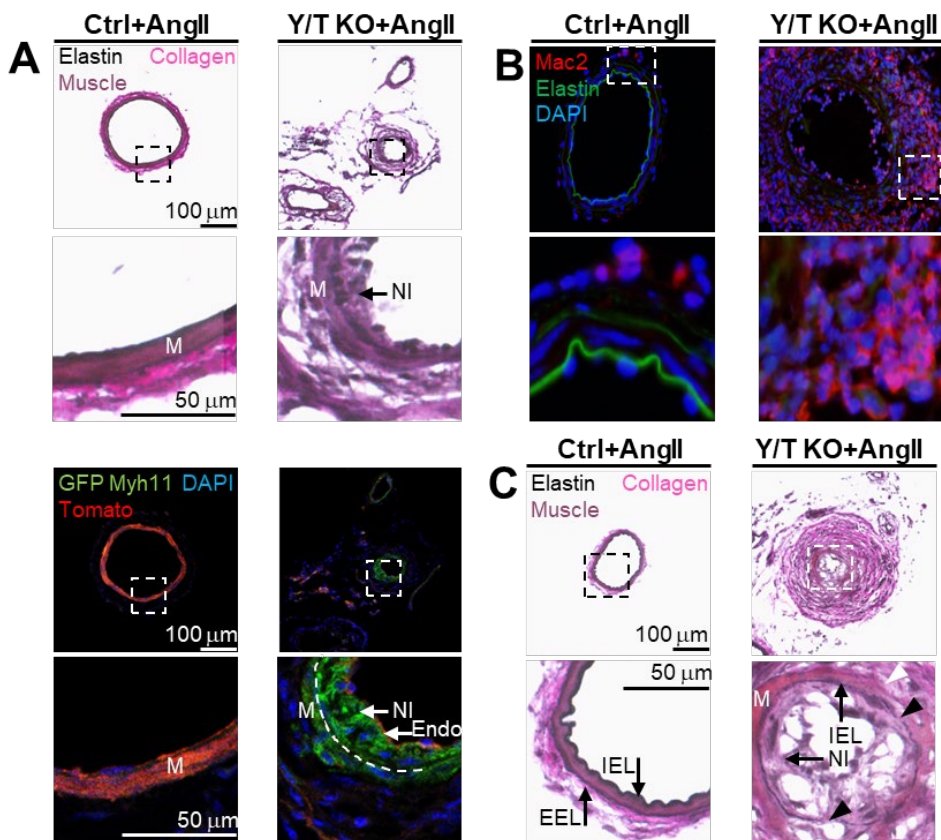 A
Ctrl+AngII
Y/T KO+AngII
Elastin Collagen
Muscle
100 μm
M
50 μm
M
NI
GFP Myh11 DAPI
Tomato
100 μm
M
50 μm
M
NI
Endo
B
Ctrl+AngII
Y/T KO+AngII
Mac2
Elastin
DAPI
C
Ctrl+AngII
Y/T KO+AngII
Elastin Collagen
Muscle
100 μm
50 μm
IEL
EEL
M
IEL
NI